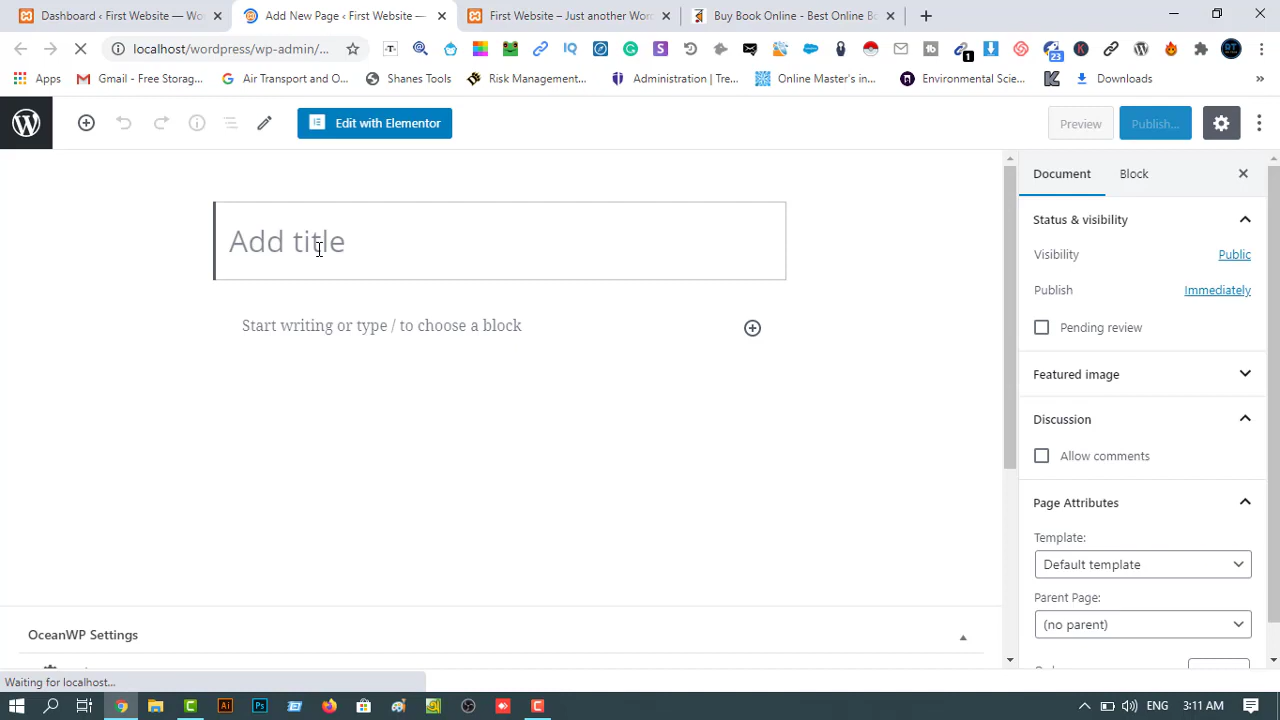 Dashboard ‹ First Website — Wo
Add New Page ‹ First Website —
First Website – Just another Wor
Buy Book Online - Best Online Bo
localhost/wordpress/wp-admin/...
1
23
Apps
Gmail - Free Storag...
Air Transport and O...
Shanes Tools
Risk Management...
Administration | Tre...
Online Master's in...
Environmental Scie...
Downloads
»
Edit with Elementor
Preview
Publish...
Add title
Start writing or type / to choose a block
Document
Block
Status & visibility
Visibility
Public
Publish
Immediately
Pending review
Featured image
Discussion
Allow comments
Page Attributes
Template:
Default template
Parent Page:
(no parent)
OceanWP Settings
Waiting for localhost...
ENG
3:11 AM